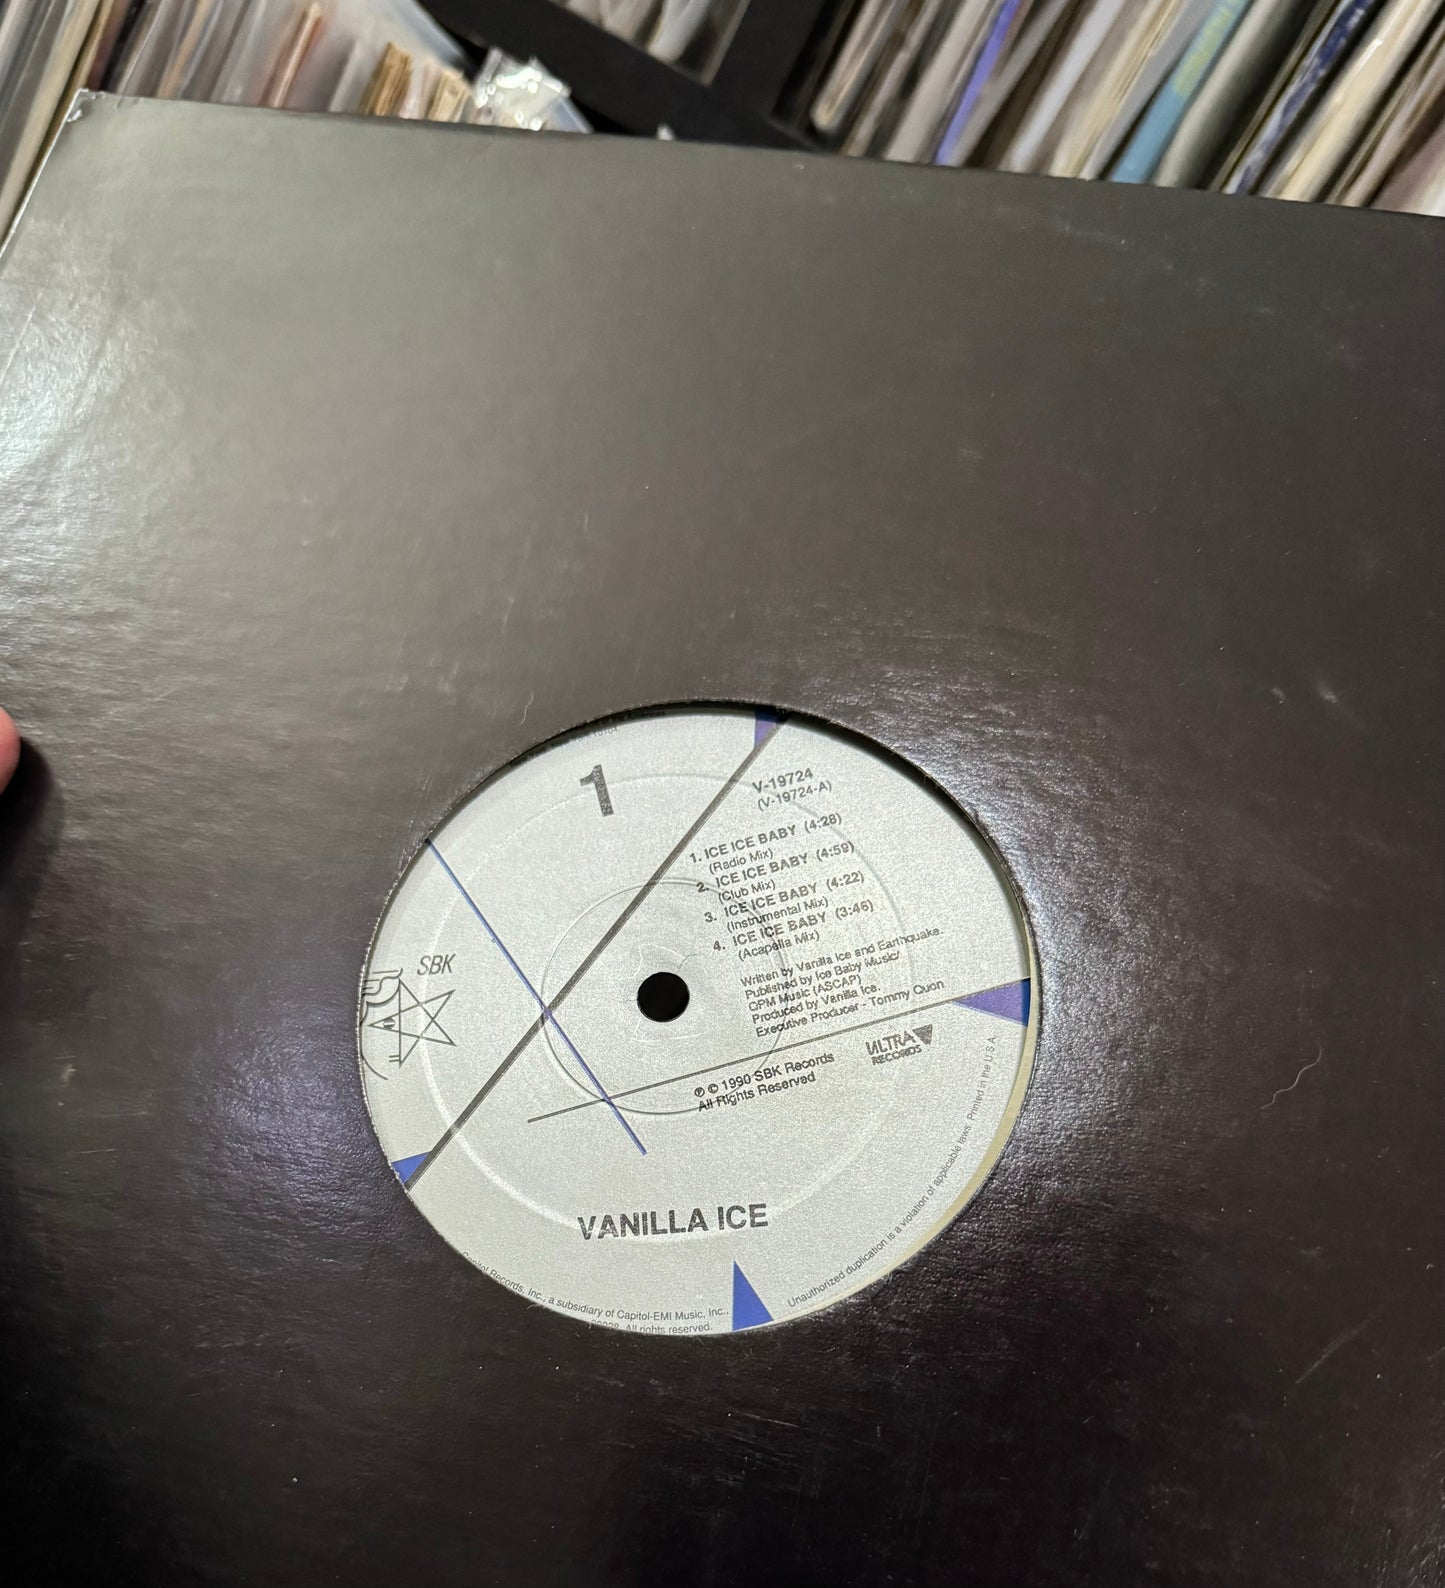 1
V-19724
(V-19724-A)
1. ICE ICE BABY (4:28)
(Radio Mix)
2. ICE ICE BABY (4:59)
(Club Mix)
3. ICE ICE BABY (4:22)
(Instrumental Mix)
4. ICE ICE BABY (3:46)
(Acapella Mix)
Written by Vanilla Ice and Earthquake.
Published by Ice Baby Music/
QPM Music (ASCAP)
Produced by Vanilla Ice.
Executive Producer - Tommy Quon
SBK
ULTRA
RECORDS
℗ © 1990 SBK Records
All Rights Reserved
VANILLA ICE
Capitol Records, Inc., a subsidiary of Capitol-EMI Music, Inc.,
All rights reserved.
Unauthorized duplication is a violation of applicable laws. Printed in the U.S.A.